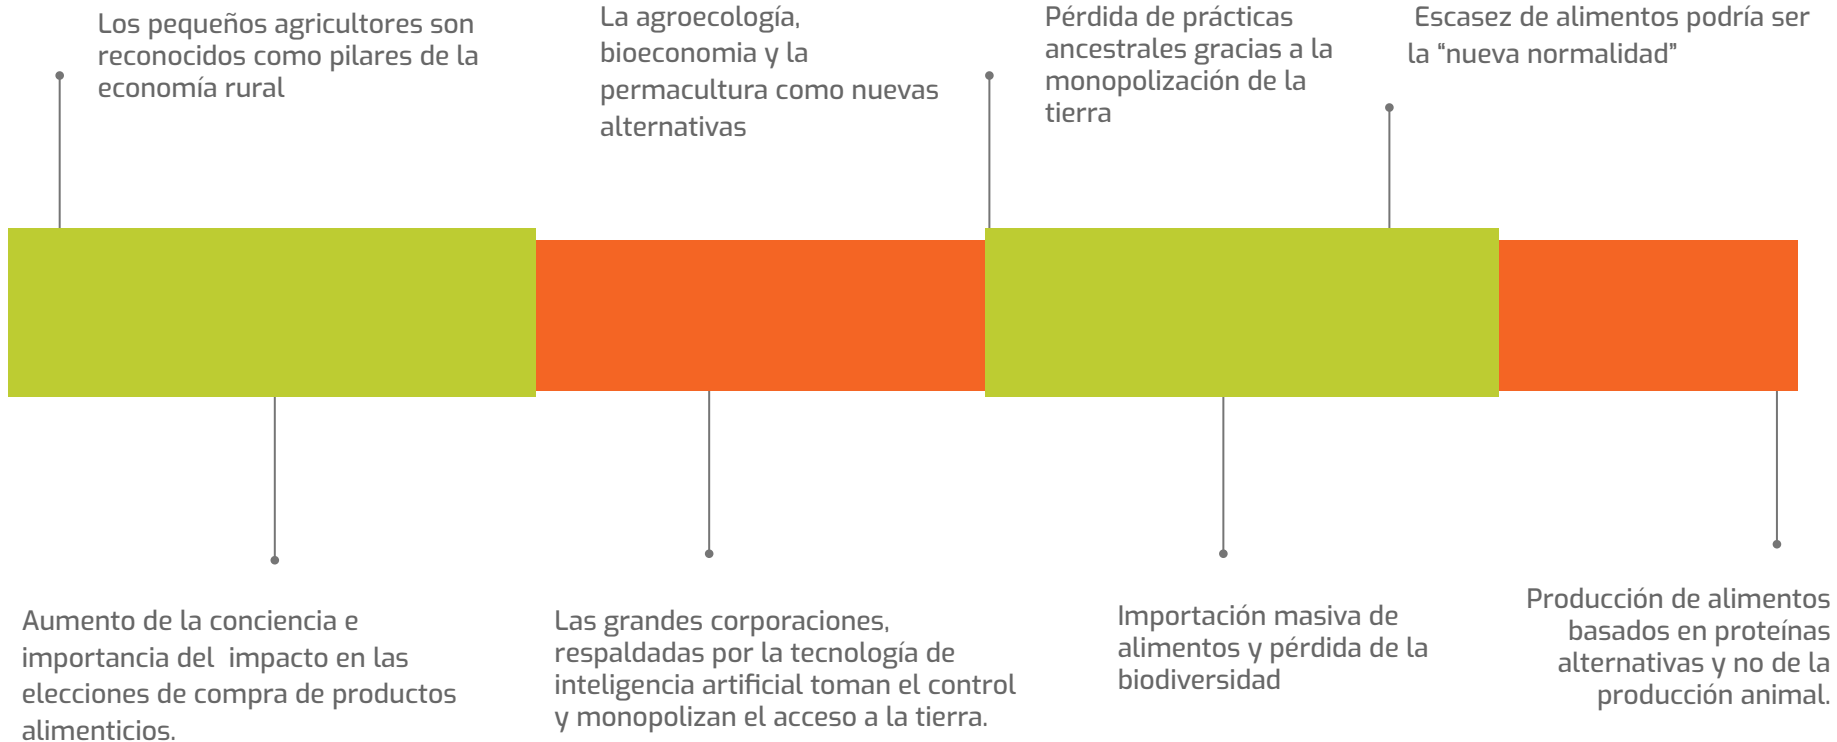 Los pequeños agricultores son
reconocidos como pilares de la
economía rural
La agroecología,
bioeconomia y la
permacultura como nuevas
alternativas
Pérdida de prácticas
ancestrales gracias a la
monopolización de la
tierra
Escasez de alimentos podría ser
la “nueva normalidad”
Aumento de la conciencia e
importancia del  impacto en las
elecciones de compra de productos
alimenticios.
Las grandes corporaciones,
respaldadas por la tecnología de
inteligencia artificial toman el control
y monopolizan el acceso a la tierra.
Importación masiva de
alimentos y pérdida de la
biodiversidad
Producción de alimentos
basados en proteínas
alternativas y no de la
producción animal.